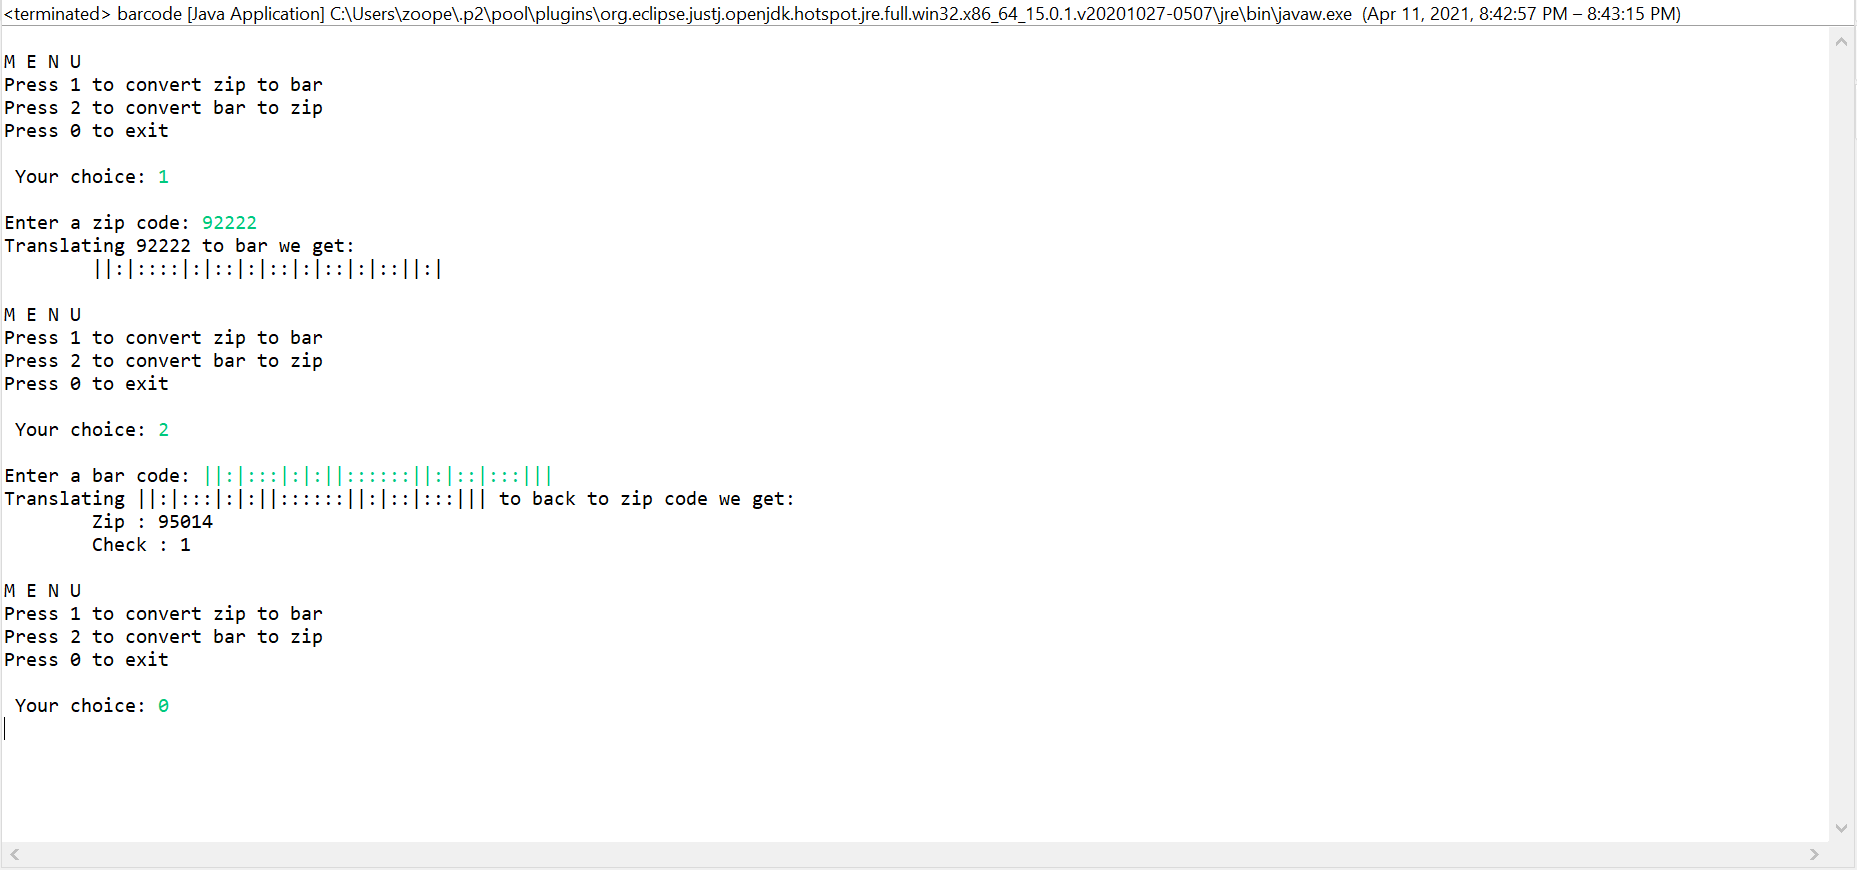 <terminated> barcode [Java Application] C:\Users\zoope\.p2\pool\plugins\org.eclipse.justj.openjdk.hotspot.jre.full.win32.x86_64_15.0.1.v20201027-0507\jre\bin\javaw.exe (Apr 11, 2021, 8:42:57 PM – 8:43:15 PM)
M E N U
Press 1 to convert zip to bar
Press 2 to convert bar to zip
Press 0 to exit
Your choice: 1
Enter a zip code: 92222
Translating 92222 to bar we get:
||:|::::|:|::|:|::|:|::|:|::||:|
M E N U
Press 1 to convert zip to bar
Press 2 to convert bar to zip
Press 0 to exit
Your choice: 2
Enter a bar code: ||:|:::|:|:||::::::||:|::|:::|||
Translating ||:|:::|:|:||::::::||:|::|:::||| to back to zip code we get:
Zip : 95014
Check : 1
M E N U
Press 1 to convert zip to bar
Press 2 to convert bar to zip
Press 0 to exit
Your choice: 0